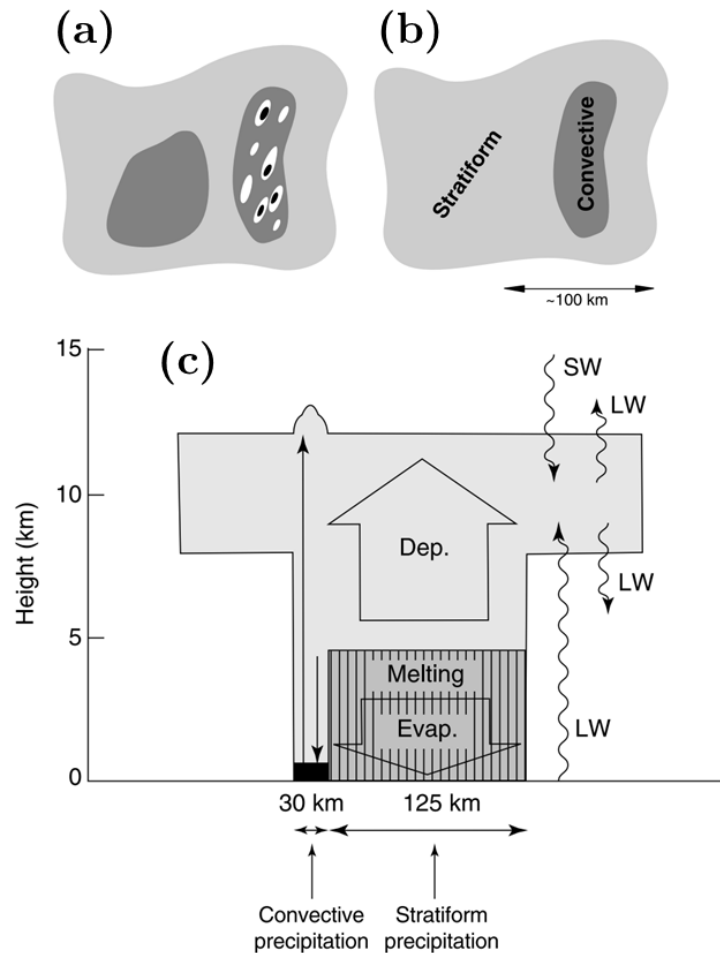 (a)
(b)
Stratiform
Convective
~100 km
(c)
15
10
5
0
Height (km)
SW
LW
LW
LW
Dep.
Melting
Evap.
30 km
125 km
Convective
precipitation
Stratiform
precipitation